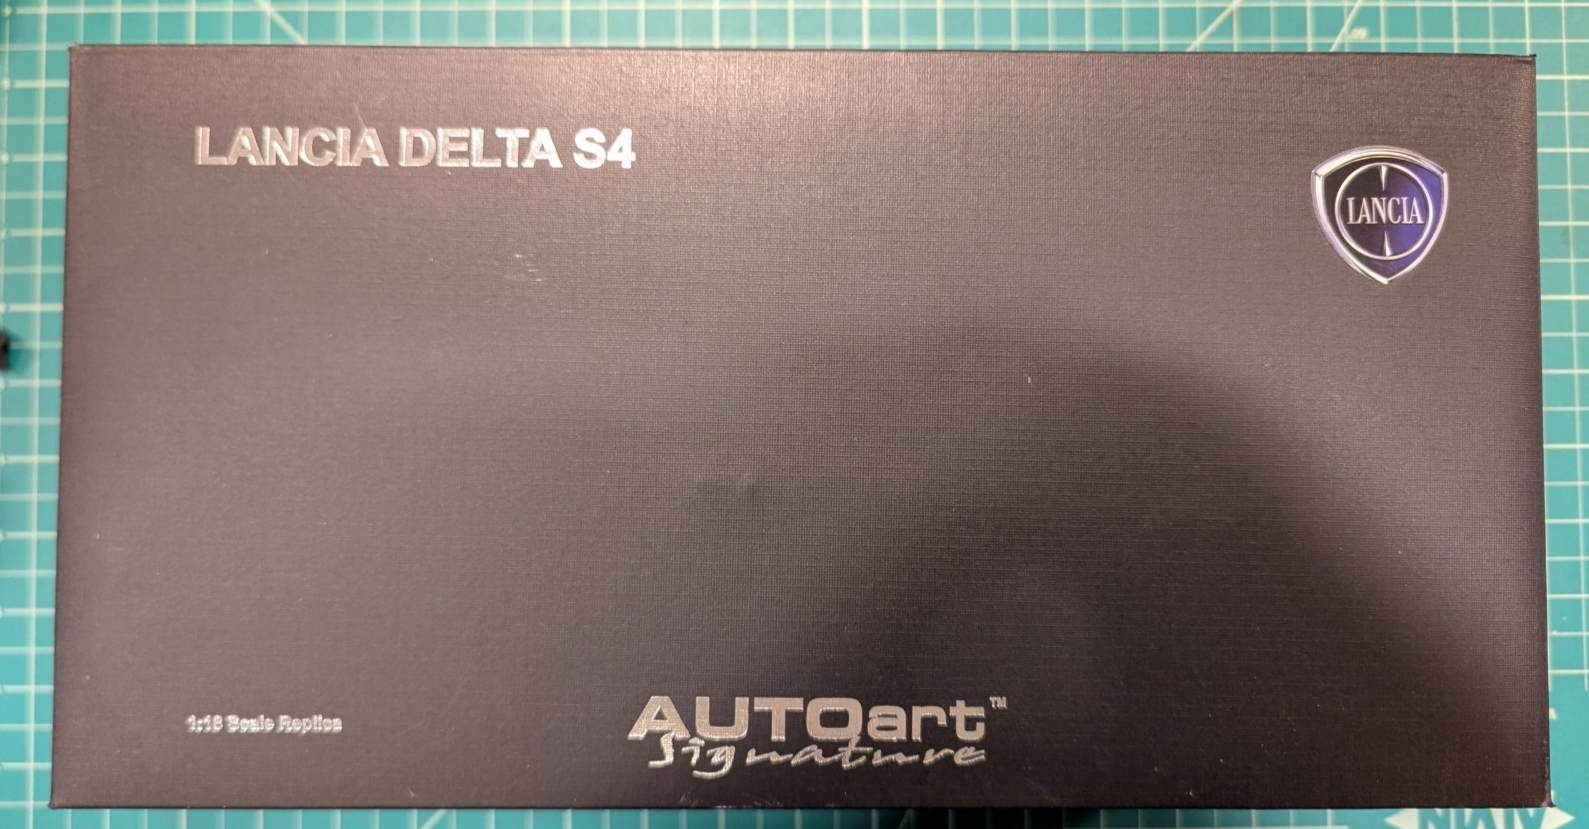 LANCIA DELTA S4
LANCIA
1:18 Scale Replica
AUTOart™
Signature